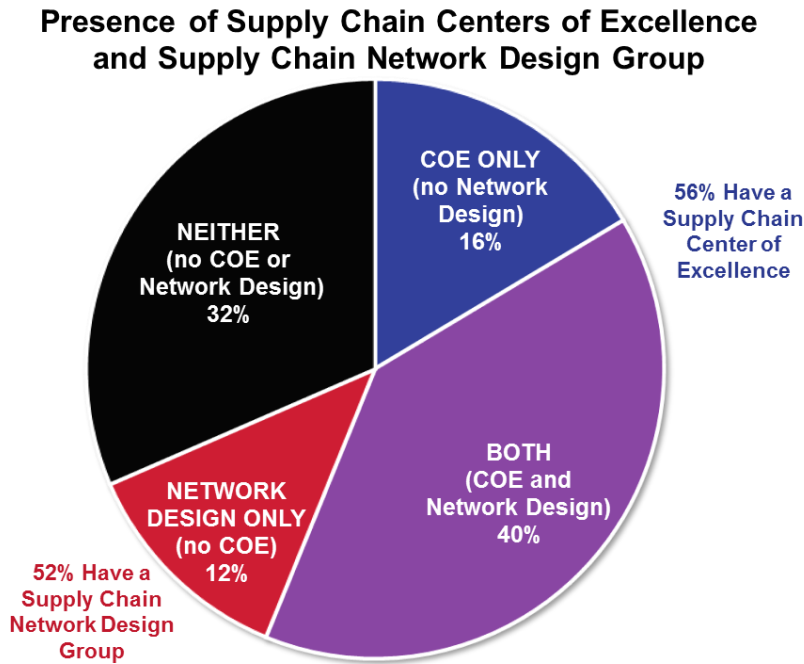 Presence of Supply Chain Centers of Excellence
and Supply Chain Network Design Group
COE ONLY
(no Network
Design)
16%
56% Have a
Supply Chain
Center of
Excellence
NEITHER
(no COE or
Network Design)
32%
BOTH
(COE and
Network Design)
40%
NETWORK
DESIGN ONLY
(no COE)
12%
52% Have a
Supply Chain
Network Design
Group